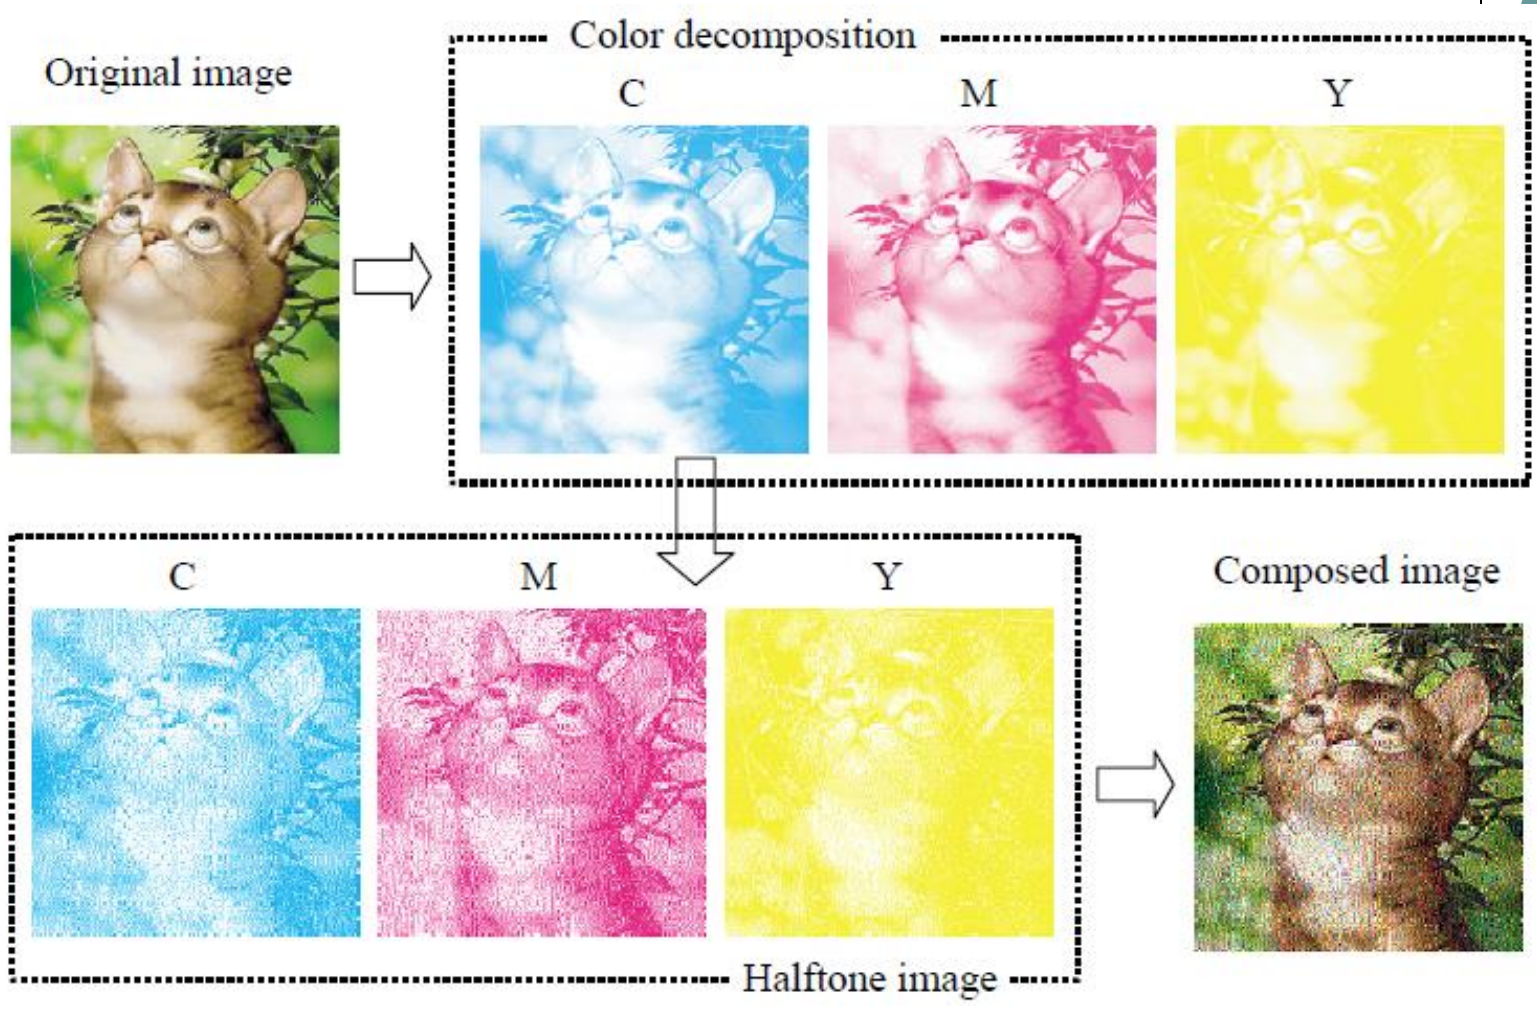 Original image
Color decomposition
C
M
Y
C
M
Y
Halftone image
Composed image